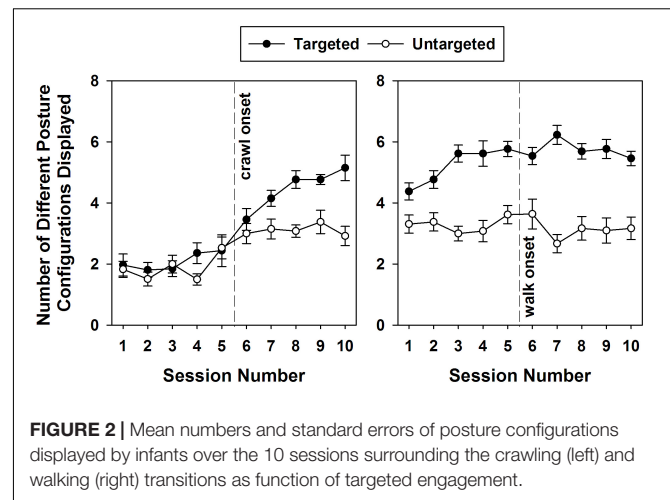 Targeted Untargeted
Number of Different Posture
Configurations Displayed
8
6
4
2
0
crawl onset
1 2 3 4 5 6 7 8 9 10
Session Number
8
6
4
2
0
walk onset
1 2 3 4 5 6 7 8 9 10
Session Number
FIGURE 2 | Mean numbers and standard errors of posture configurations
displayed by infants over the 10 sessions surrounding the crawling (left) and
walking (right) transitions as function of targeted engagement.